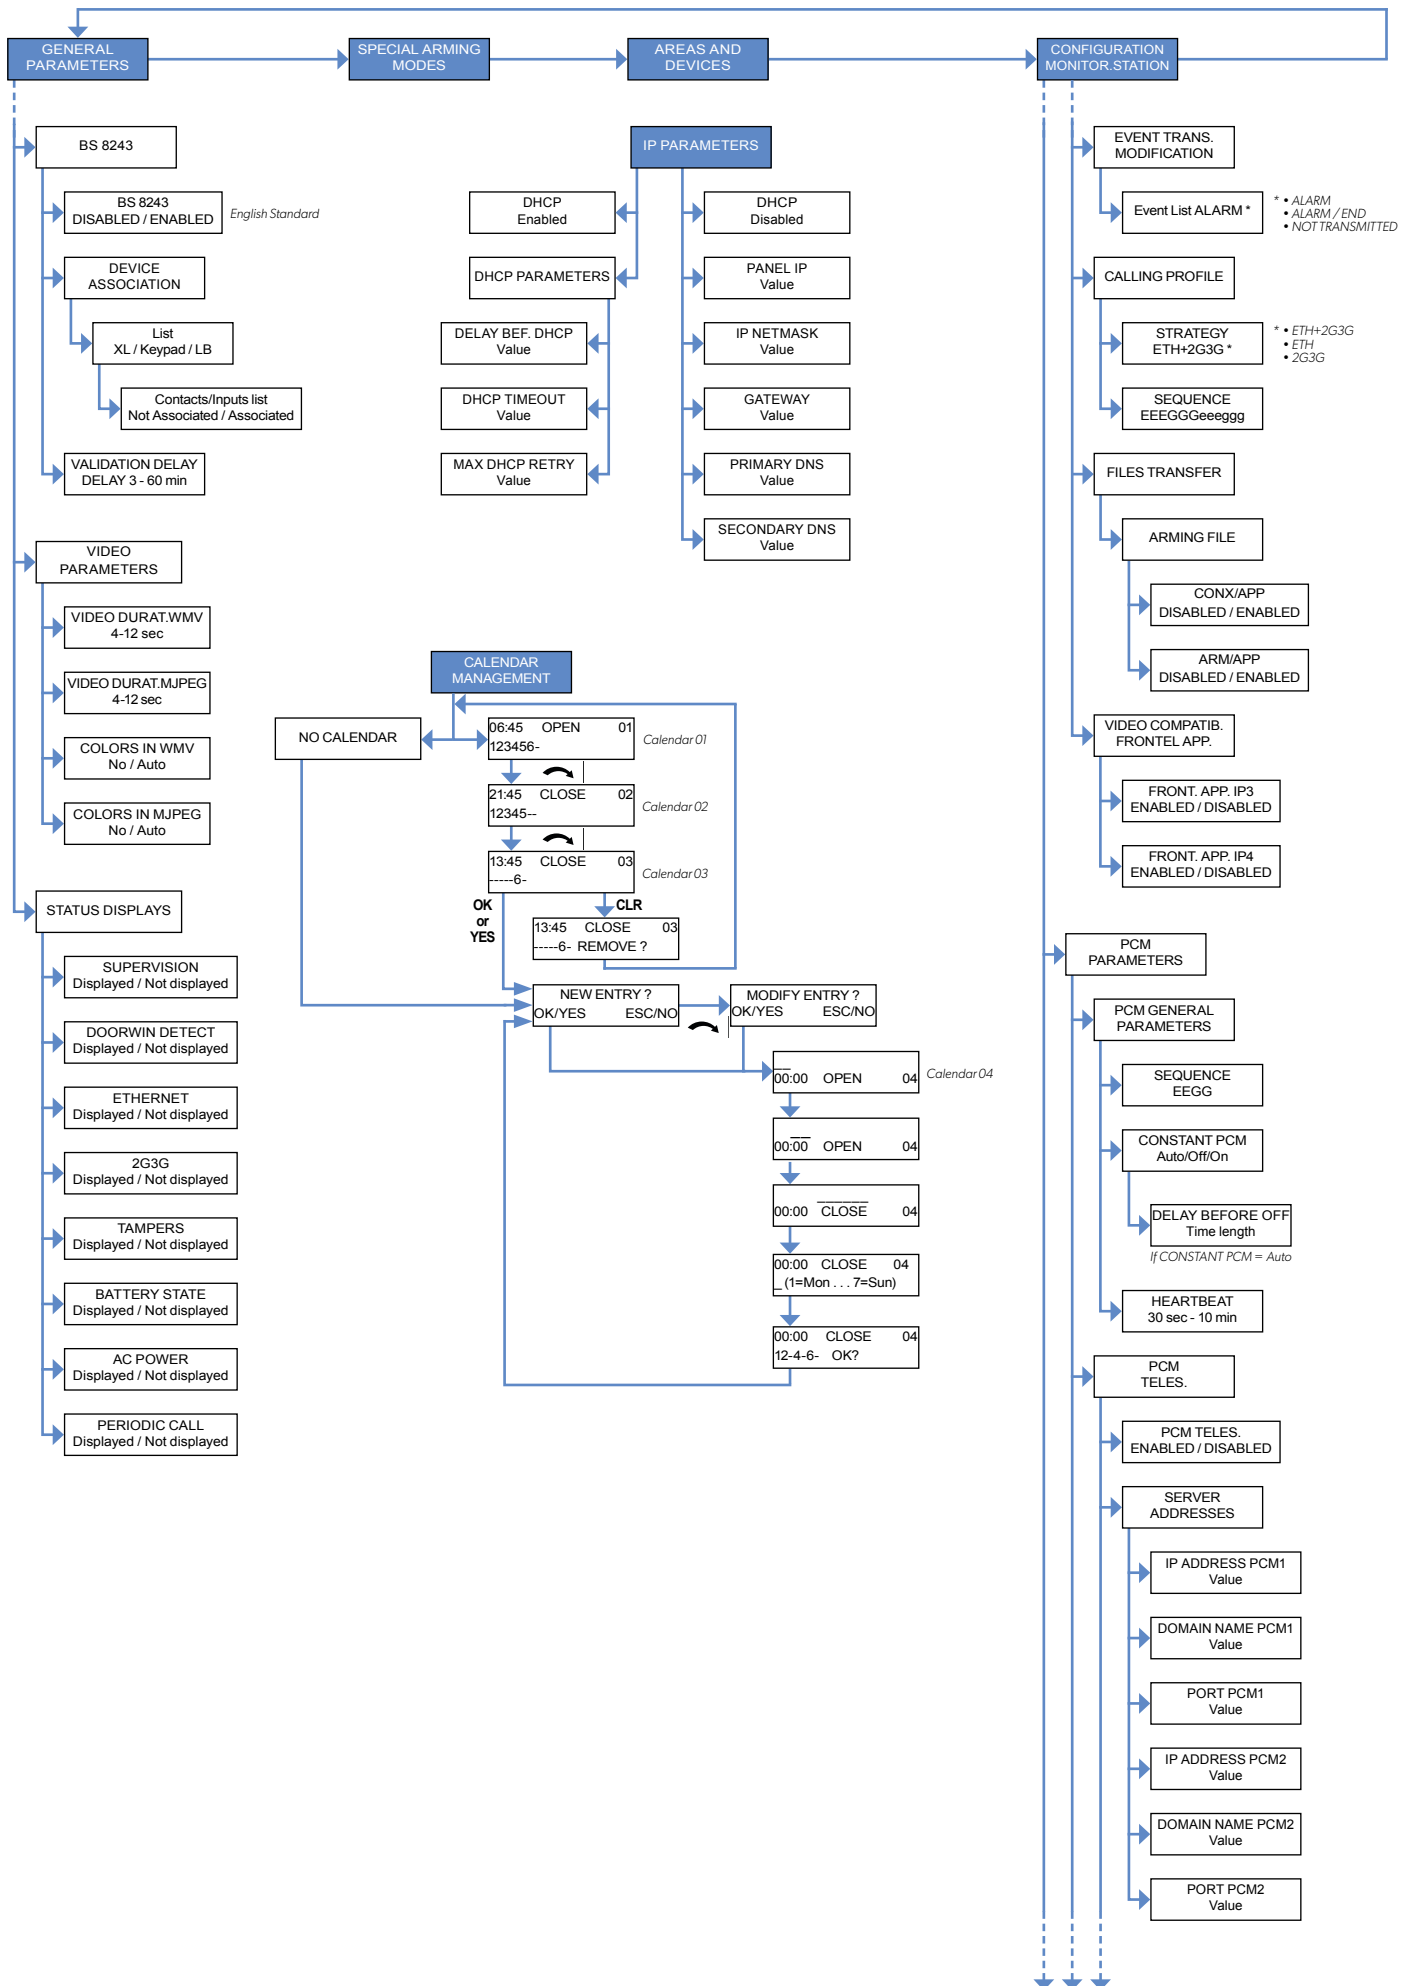 GENERAL
PARAMETERS
SPECIAL ARMING
MODES
AREAS AND
DEVICES
CONFIGURATION
MONITOR.STATION
BS 8243
BS 8243
DISABLED / ENABLED
English Standard
DEVICE
ASSOCIATION
List
XL / Keypad / LB
Contacts/Inputs list
Not Associated / Associated
VALIDATION DELAY
DELAY 3 - 60 min
VIDEO
PARAMETERS
VIDEO DURAT.WMV
4-12 sec
VIDEO DURAT.MJPEG
4-12 sec
COLORS IN WMV
No / Auto
COLORS IN MJPEG
No / Auto
STATUS DISPLAYS
SUPERVISION
Displayed / Not displayed
DOORWIN DETECT
Displayed / Not displayed
ETHERNET
Displayed / Not displayed
2G3G
Displayed / Not displayed
TAMPERS
Displayed / Not displayed
BATTERY STATE
Displayed / Not displayed
AC POWER
Displayed / Not displayed
PERIODIC CALL
Displayed / Not displayed
IP PARAMETERS
DHCP
Enabled
DHCP PARAMETERS
DELAY BEF. DHCP
Value
DHCP TIMEOUT
Value
MAX DHCP RETRY
Value
DHCP
Disabled
PANEL IP
Value
IP NETMASK
Value
GATEWAY
Value
PRIMARY DNS
Value
SECONDARY DNS
Value
CALENDAR
MANAGEMENT
NO CALENDAR
06:45 OPEN 01
123456-
Calendar 01
21:45 CLOSE 02
12345--
Calendar 02
13:45 CLOSE 03
-----6-
Calendar 03
OK
or
YES
CLR
13:45 CLOSE 03
-----6- REMOVE ?
NEW ENTRY ?
OK/YES ESC/NO
MODIFY ENTRY ?
OK/YES ESC/NO
__
00:00 OPEN 04
Calendar 04
__
00:00 OPEN 04
______
00:00 CLOSE 04
00:00 CLOSE 04
_ (1=Mon . . . 7=Sun)
00:00 CLOSE 04
12-4-6- OK?
EVENT TRANS.
MODIFICATION
Event List ALARM *
* • ALARM
• ALARM / END
• NOT TRANSMITTED
CALLING PROFILE
STRATEGY
ETH+2G3G *
* • ETH+2G3G
• ETH
• 2G3G
SEQUENCE
EEEGGGeeeggg
FILES TRANSFER
ARMING FILE
CONX/APP
DISABLED / ENABLED
ARM/APP
DISABLED / ENABLED
VIDEO COMPATIB.
FRONTEL APP.
FRONT. APP. IP3
ENABLED / DISABLED
FRONT. APP. IP4
ENABLED / DISABLED
PCM
PARAMETERS
PCM GENERAL
PARAMETERS
SEQUENCE
EEGG
CONSTANT PCM
Auto/Off/On
DELAY BEFORE OFF
Time length
If CONSTANT PCM = Auto
HEARTBEAT
30 sec - 10 min
PCM
TELES.
PCM TELES.
ENABLED / DISABLED
SERVER
ADDRESSES
IP ADDRESS PCM1
Value
DOMAIN NAME PCM1
Value
PORT PCM1
Value
IP ADDRESS PCM2
Value
DOMAIN NAME PCM2
Value
PORT PCM2
Value